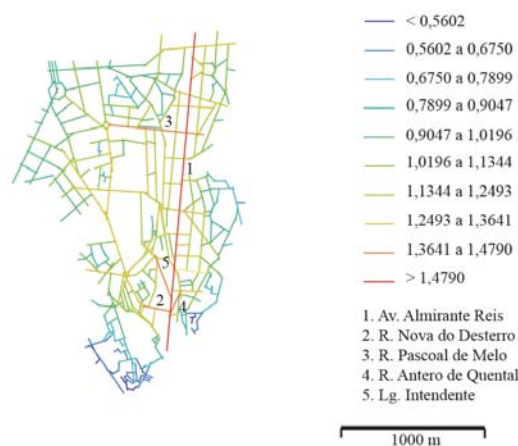 < 0,5602
0,5602 a 0,6750
0,6750 a 0,7899
0,7899 a 0,9047
0,9047 a 1,0196
1,0196 a 1,1344
1,1344 a 1,2493
1,2493 a 1,3641
1,3641 a 1,4790
> 1,4790
3
1
5
2
4
1. Av. Almirante Reis
2. R. Nova do Desterro
3. R. Pascoal de Melo
4. R. Antero de Quental
5. Lg. Intendente
1000 m